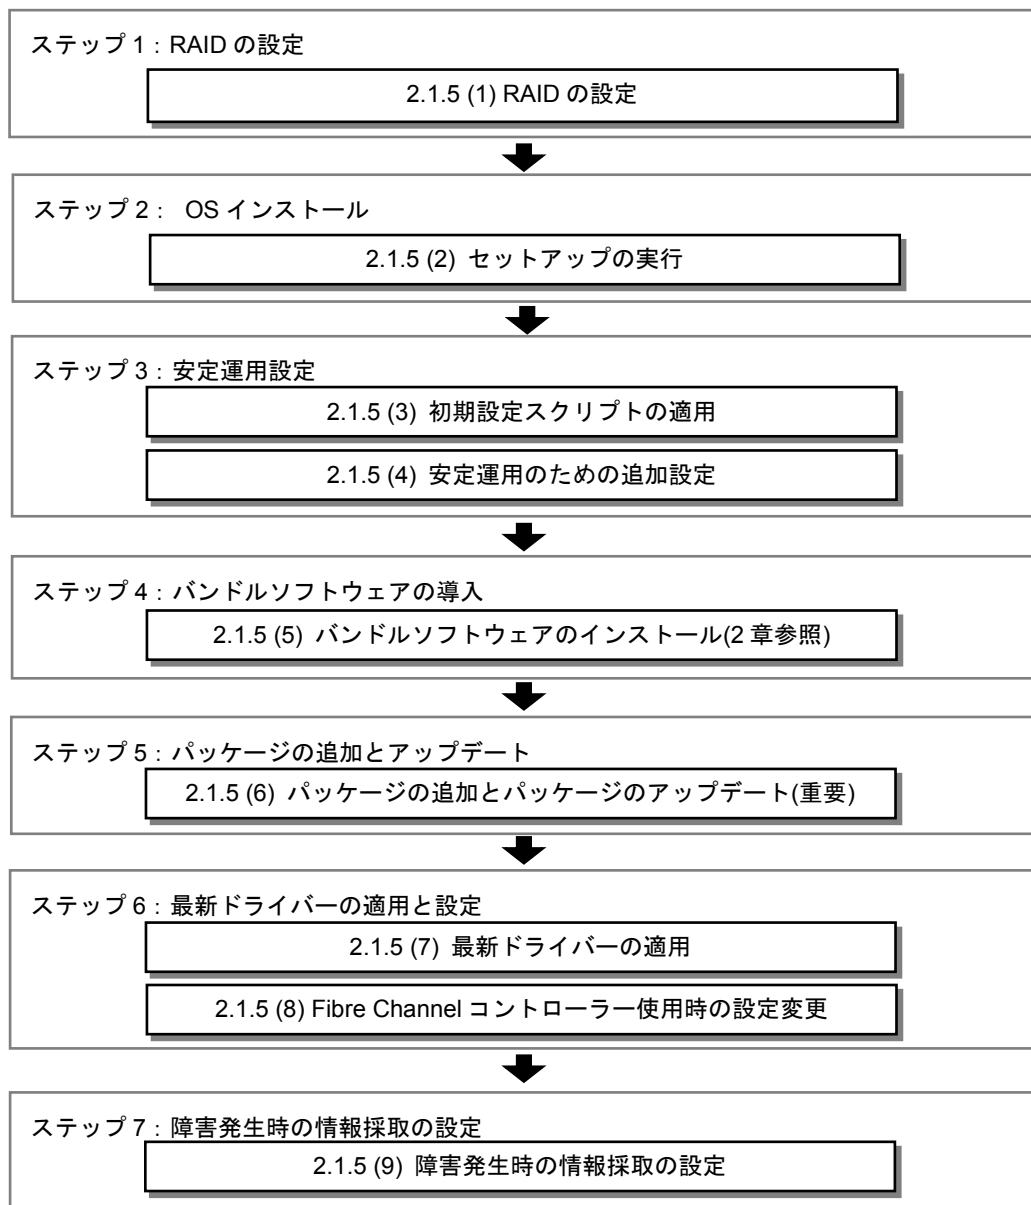 ステップ 1：RAID の設定
2.1.5 (1) RAID の設定
ステップ 2： OS インストール
2.1.5 (2) セットアップの実行
ステップ 3：安定運用設定
2.1.5 (3) 初期設定スクリプトの適用
2.1.5 (4) 安定運用のための追加設定
ステップ 4：バンドルソフトウェアの導入
2.1.5 (5) バンドルソフトウェアのインストール(2 章参照)
ステップ 5：パッケージの追加とアップデート
2.1.5 (6) パッケージの追加とパッケージのアップデート(重要)
ステップ 6：最新ドライバーの適用と設定
2.1.5 (7) 最新ドライバーの適用
2.1.5 (8) Fibre Channel コントローラー使用時の設定変更
ステップ 7：障害発生時の情報採取の設定
2.1.5 (9) 障害発生時の情報採取の設定